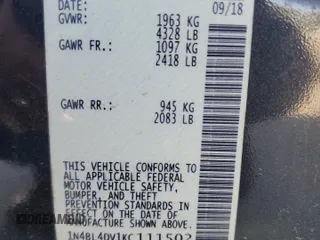 DATE: 09/18
GVWR: 1963 KG
4328 LB
GAWR FR.: 1097 KG
2418 LB
GAWR RR.: 945 KG
2083 LB
THIS VEHICLE CONFORMS
TO ALL APPLICABLE FEDERAL
MOTOR VEHICLE SAFETY,
BUMPER, AND THEFT
PREVENTION STANDARDS
IN EFFECT ON THE DATE OF
MANUFACTURE SHOWN ABOVE.